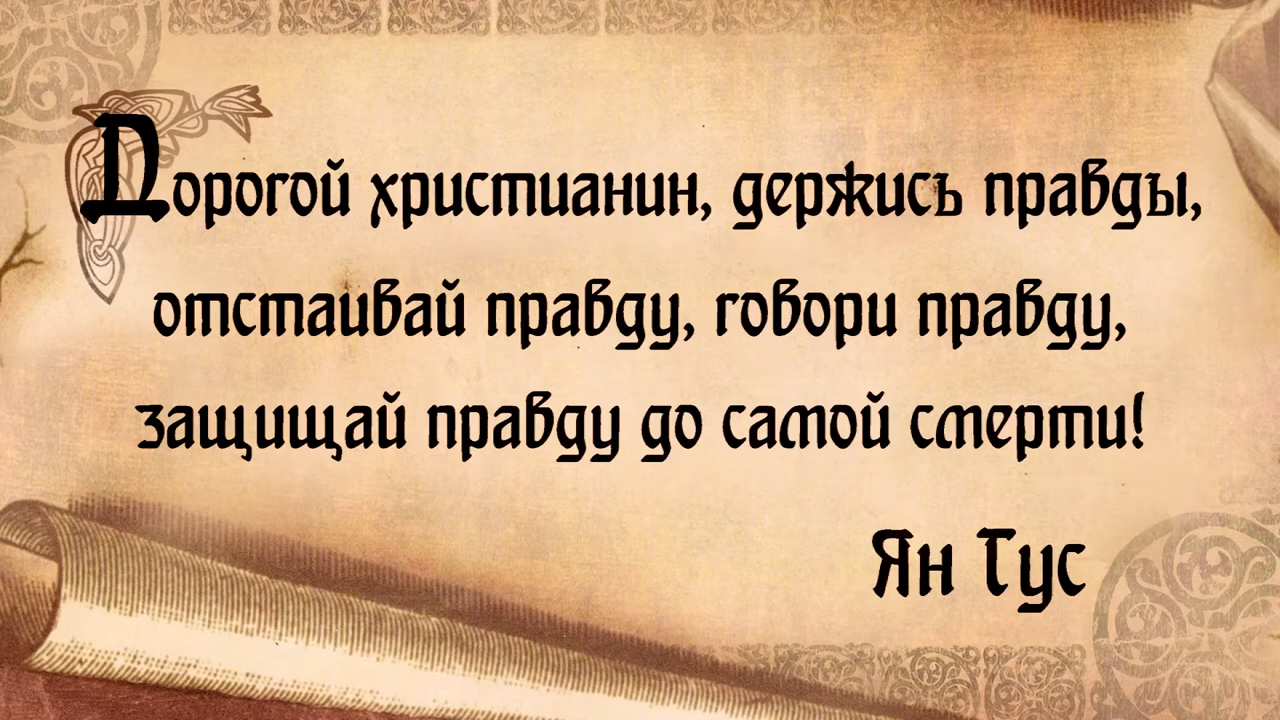 Дорогой христианин, держись правды,
отстаивай правду, говори правду,
защищай правду до самой смерти!
Ян Гус